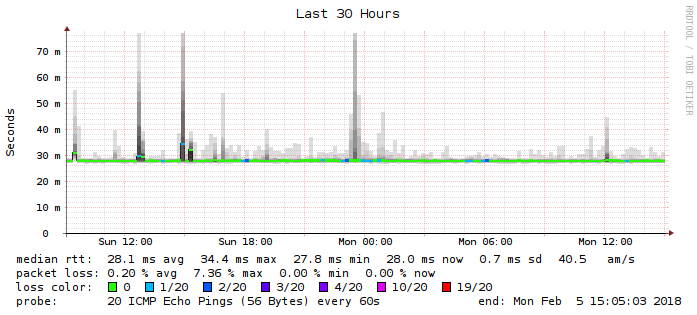 Last 30 Hours
RRDTOOL / TOBI OETIKER
Seconds
70 m
60 m
50 m
40 m
30 m
20 m
10 m
0
Sun 12:00 Sun 18:00 Mon 00:00 Mon 06:00 Mon 12:00
median rtt: 28.1 ms avg 34.4 ms max 27.8 ms min 28.0 ms now 0.7 ms sd 40.5 am/s
packet loss: 0.20 % avg 7.36 % max 0.00 % min 0.00 % now
loss color: 0 1/20 2/20 3/20 4/20 10/20 19/20
probe: 20 ICMP Echo Pings (56 Bytes) every 60s end: Mon Feb 5 15:05:03 2018